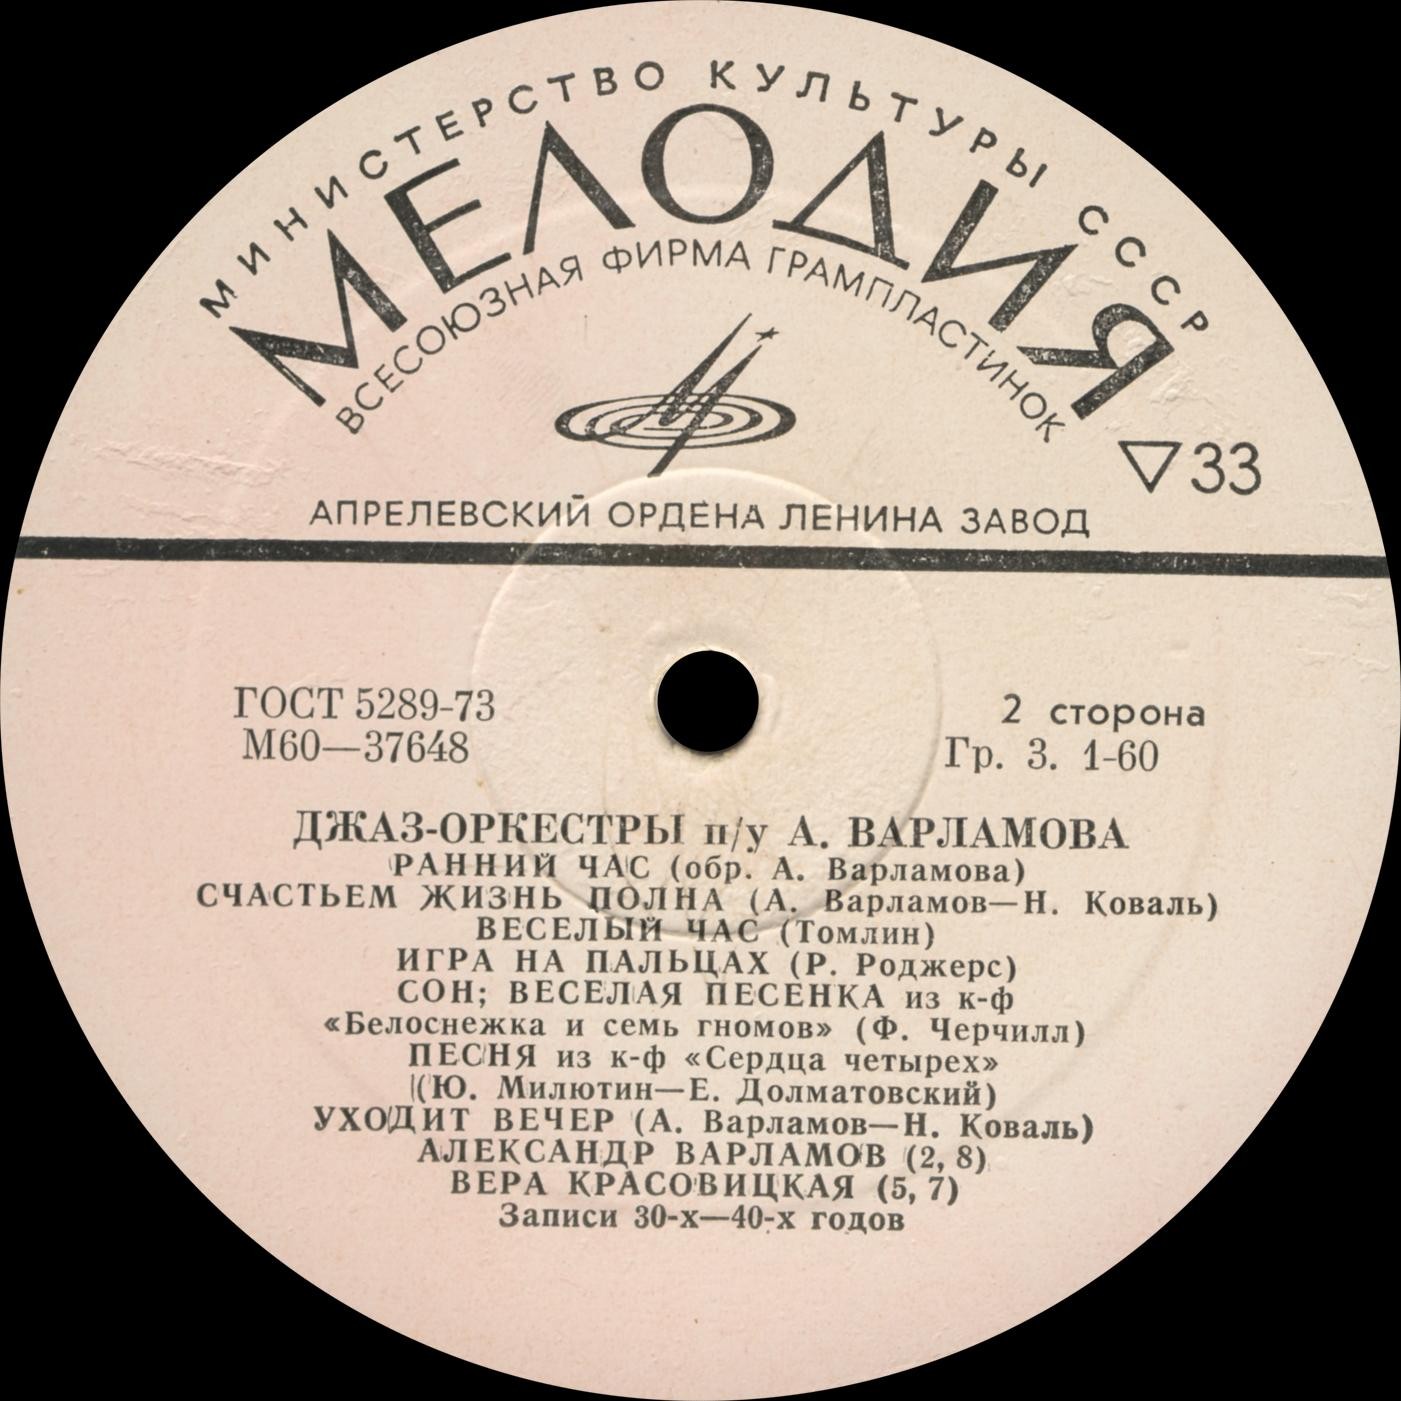 МИНИСТЕРСТВО КУЛЬТУРЫ СССР
МЕЛОДИЯ
ВСЕСОЮЗНАЯ ФИРМА ГРАМПЛАСТИНОК
33
АПРЕЛЕВСКИЙ ОРДЕНА ЛЕНИНА ЗАВОД
ГОСТ 5289-73
М60—37648
2 сторона
Гр. 3. 1-60
ДЖАЗ-ОРКЕСТРЫ п/у А. ВАРЛАМОВА
РАННИЙ ЧАС (обр. А. Варламова)
СЧАСТЬЕМ ЖИЗНЬ ПОЛНА (А. Варламов—Н. Коваль)
ВЕСЕЛЫЙ ЧАС (Томлин)
ИГРА НА ПАЛЬЦАХ (Р. Роджерс)
СОН; ВЕСЕЛАЯ ПЕСЕНКА из к-ф
«Белоснежка и семь гномов» (Ф. Черчилл)
ПЕСНЯ из к-ф «Сердца четырех»
(Ю. Милютин—Е. Долматовский)
УХОДИТ ВЕЧЕР (А. Варламов—Н. Коваль)
АЛЕКСАНДР ВАРЛАМОВ (2, 8)
ВЕРА КРАСОВИЦКАЯ (5, 7)
Записи 30-х—40-х годов